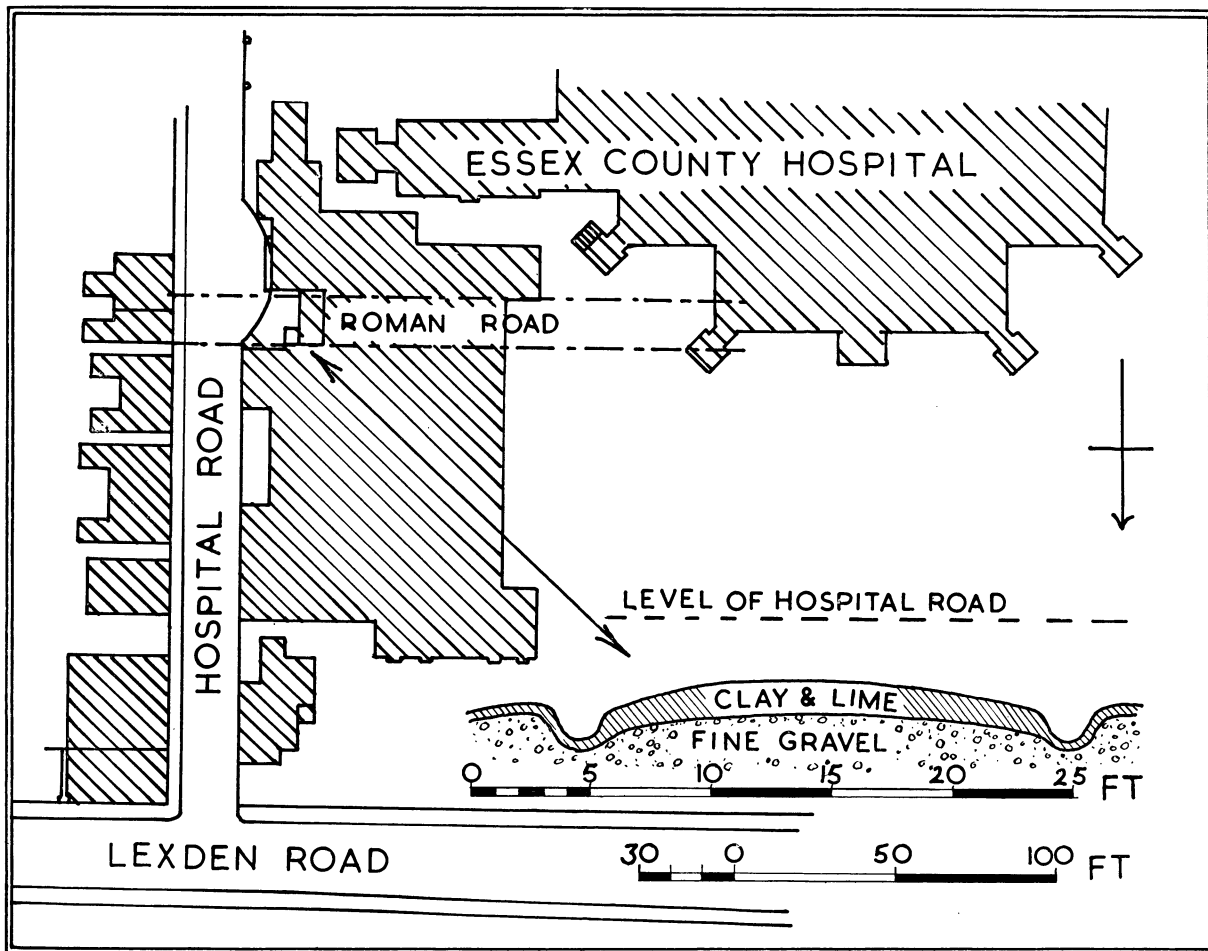 ESSEX COUNTY HOSPITAL
ROMAN ROAD
HOSPITAL ROAD
LEVEL OF HOSPITAL ROAD
CLAY & LIME
FINE GRAVEL
0 5 10 15 20 25 FT
LEXDEN ROAD
30 0 50 100 FT